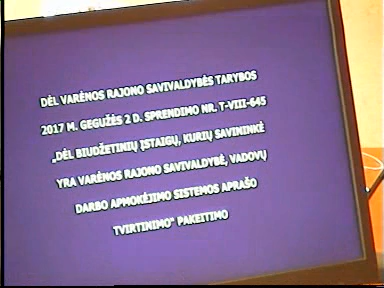 DĖL VARĖNOS RAJONO SAVIVALDYBĖS TARYBOS
2017 M. GEGUŽĖS 2 D. SPRENDIMO NR. T-VIII-645
„DĖL BIUDŽETINIŲ ĮSTAIGŲ, KURIŲ SAVININKĖ
YRA VARĖNOS RAJONO SAVIVALDYBĖ, VADOVŲ
DARBO APMOKĖJIMO SISTEMOS APRAŠO
TVIRTINIMO“ PAKEITIMO